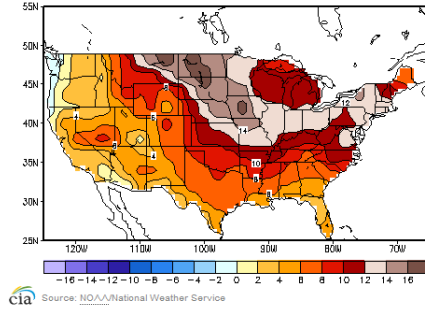 55N
50N
45N
40N
35N
30N
25N
4
6
8
12
14
6
4
10
8
8
4
120W 110W 100W 90W 80W 70W
-16 -14 -12 -10 -8 -6 -4 -2 0 2 4 6 8 10 12 14 16
cia Source: NOAA/National Weather Service